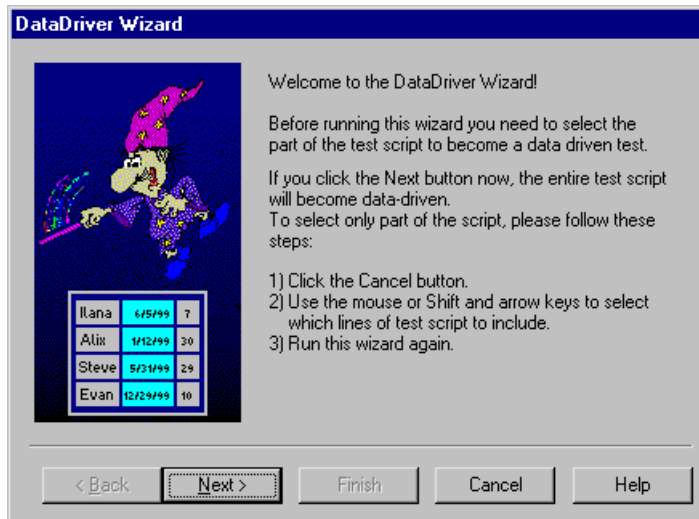 DataDriver Wizard
Welcome to the DataDriver Wizard!
Before running this wizard you need to select the
part of the test script to become a data driven test.
If you click the Next button now, the entire test script
will become data-driven.
To select only part of the script, please follow these
steps:
1) Click the Cancel button.
2) Use the mouse or Shift and arrow keys to select
which lines of test script to include.
3) Run this wizard again.
Ilana 6/5/99 7
Alix 1/12/99 30
Steve 5/31/99 29
Evan 12/29/99 10
< Back Next > Finish Cancel Help